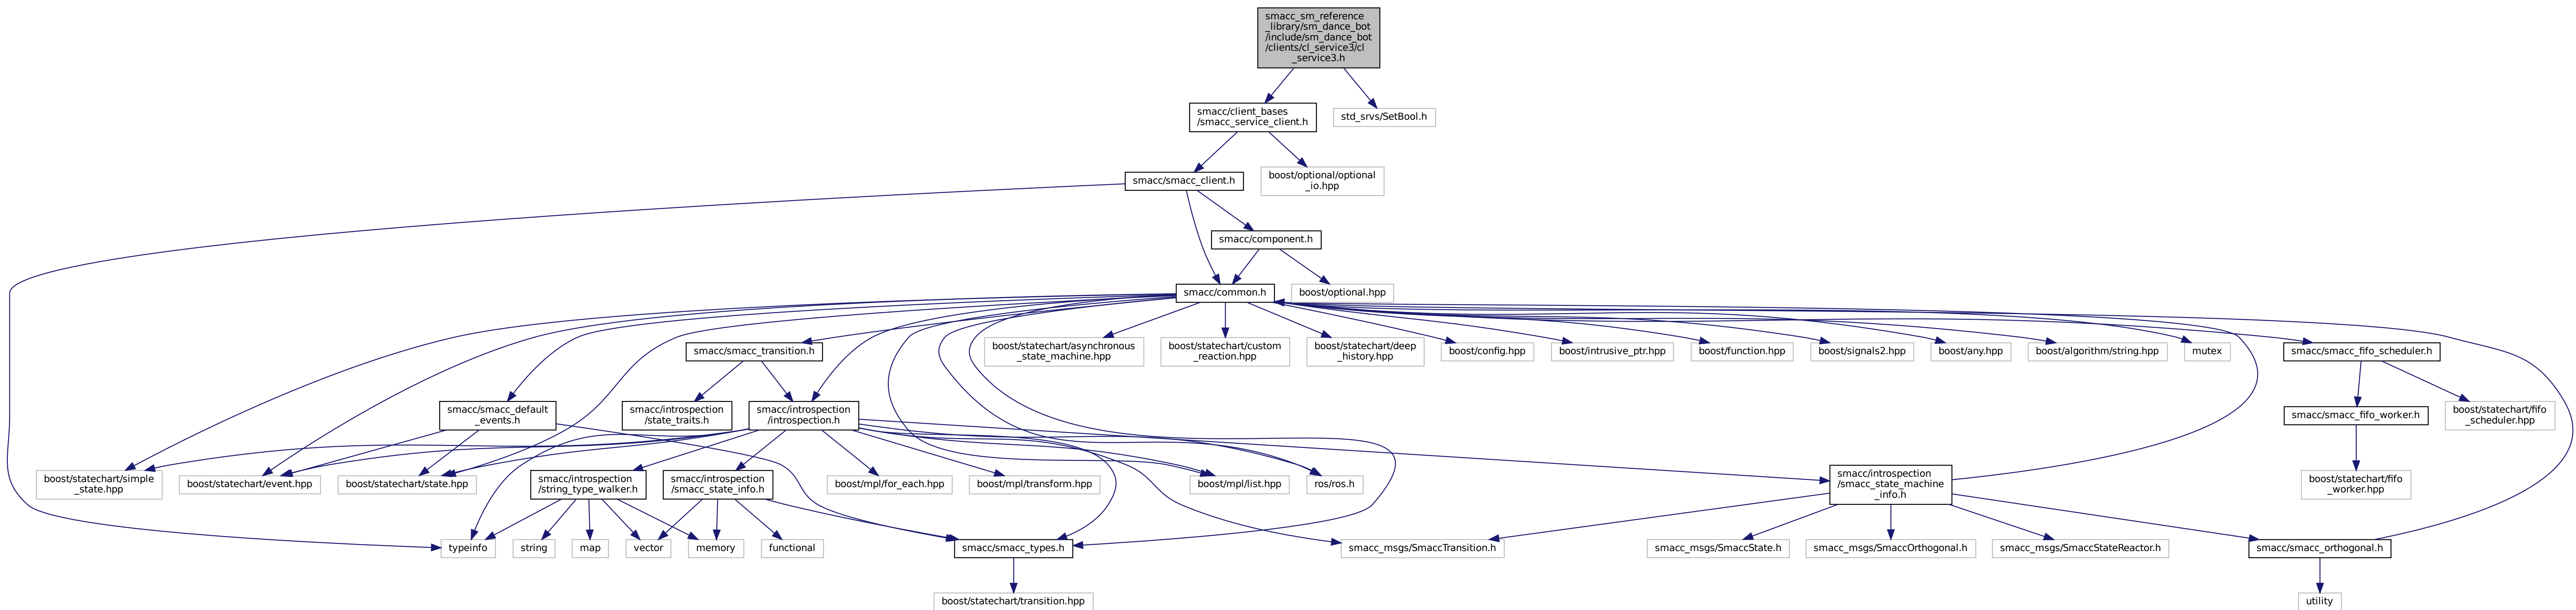 smacc_sm_reference
_library/sm_dance_bot
/include/sm_dance_bot
/clients/cl_service3/cl
_service3.h
smacc/client_bases
/smacc_service_client.h
std_srvs/SetBool.h
smacc/smacc_client.h
boost/optional/optional
_io.hpp
smacc/component.h
smacc/common.h
boost/optional.hpp
smacc/smacc_transition.h
boost/statechart/asynchronous
_state_machine.hpp
boost/statechart/custom
_reaction.hpp
boost/statechart/deep
_history.hpp
boost/config.hpp
boost/intrusive_ptr.hpp
boost/function.hpp
boost/signals2.hpp
boost/any.hpp
boost/algorithm/string.hpp
mutex
smacc/smacc_fifo_scheduler.h
smacc/smacc_default
_events.h
smacc/introspection
/state_traits.h
smacc/introspection
/introspection.h
smacc/smacc_fifo_worker.h
boost/statechart/fifo
_scheduler.hpp
boost/statechart/simple
_state.hpp
boost/statechart/event.hpp
boost/statechart/state.hpp
smacc/introspection
/string_type_walker.h
smacc/introspection
/smacc_state_info.h
boost/mpl/for_each.hpp
boost/mpl/transform.hpp
boost/mpl/list.hpp
ros/ros.h
smacc/introspection
/smacc_state_machine
_info.h
boost/statechart/fifo
_worker.hpp
typeinfo
string
map
vector
memory
functional
smacc/smacc_types.h
smacc_msgs/SmaccTransition.h
smacc_msgs/SmaccState.h
smacc_msgs/SmaccOrthogonal.h
smacc_msgs/SmaccStateReactor.h
smacc/smacc_orthogonal.h
boost/statechart/transition.hpp
utility